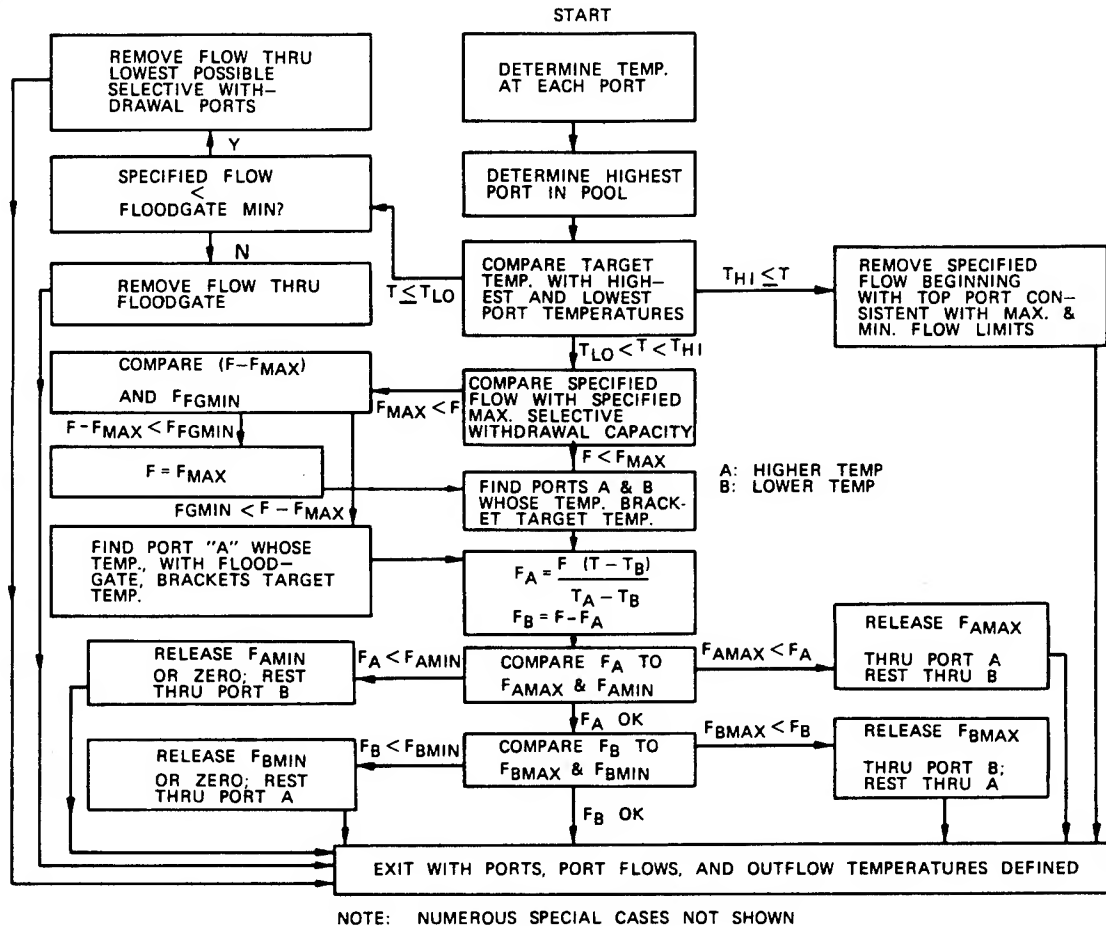 START
DETERMINE TEMP.
AT EACH PORT
DETERMINE HIGHEST
PORT IN POOL
COMPARE TARGET
TEMP. WITH HIGH-
EST AND LOWEST
PORT TEMPERATURES
T ≤ TLO
THI ≤ T
TLO < T < THI
REMOVE FLOW THRU
LOWEST POSSIBLE
SELECTIVE WITH-
DRAWAL PORTS
Y
SPECIFIED FLOW
<
FLOODGATE MIN?
N
REMOVE FLOW THRU
FLOODGATE
REMOVE SPECIFIED
FLOW BEGINNING
WITH TOP PORT CON-
SISTENT WITH MAX. &
MIN. FLOW LIMITS
COMPARE SPECIFIED
FLOW WITH SPECIFIED
MAX. SELECTIVE
WITHDRAWAL CAPACITY
FMAX < F
F < FMAX
COMPARE (F-FMAX)
AND FFGMIN
F-FMAX < FFGMIN
F = FMAX
FGMIN < F - FMAX
FIND PORTS A & B
WHOSE TEMP. BRACK-
ET TARGET TEMP.
A: HIGHER TEMP
B: LOWER TEMP
FIND PORT "A" WHOSE
TEMP., WITH FLOOD-
GATE, BRACKETS TARGET
TEMP.
FA = F (T - TB)
TA - TB
FB = F - FA
COMPARE FA TO
FAMAX & FAMIN
FA < FAMIN
FAMAX < FA
RELEASE FAMIN
OR ZERO; REST
THRU PORT B
RELEASE FAMAX
THRU PORT A
REST THRU B
FA OK
COMPARE FB TO
FBMAX & FBMIN
FB < FBMIN
FBMAX < FB
RELEASE FBMIN
OR ZERO; REST
THRU PORT A
RELEASE FBMAX
THRU PORT B;
REST THRU A
FB OK
EXIT WITH PORTS, PORT FLOWS, AND OUTFLOW TEMPERATURES DEFINED
NOTE: NUMEROUS SPECIAL CASES NOT SHOWN